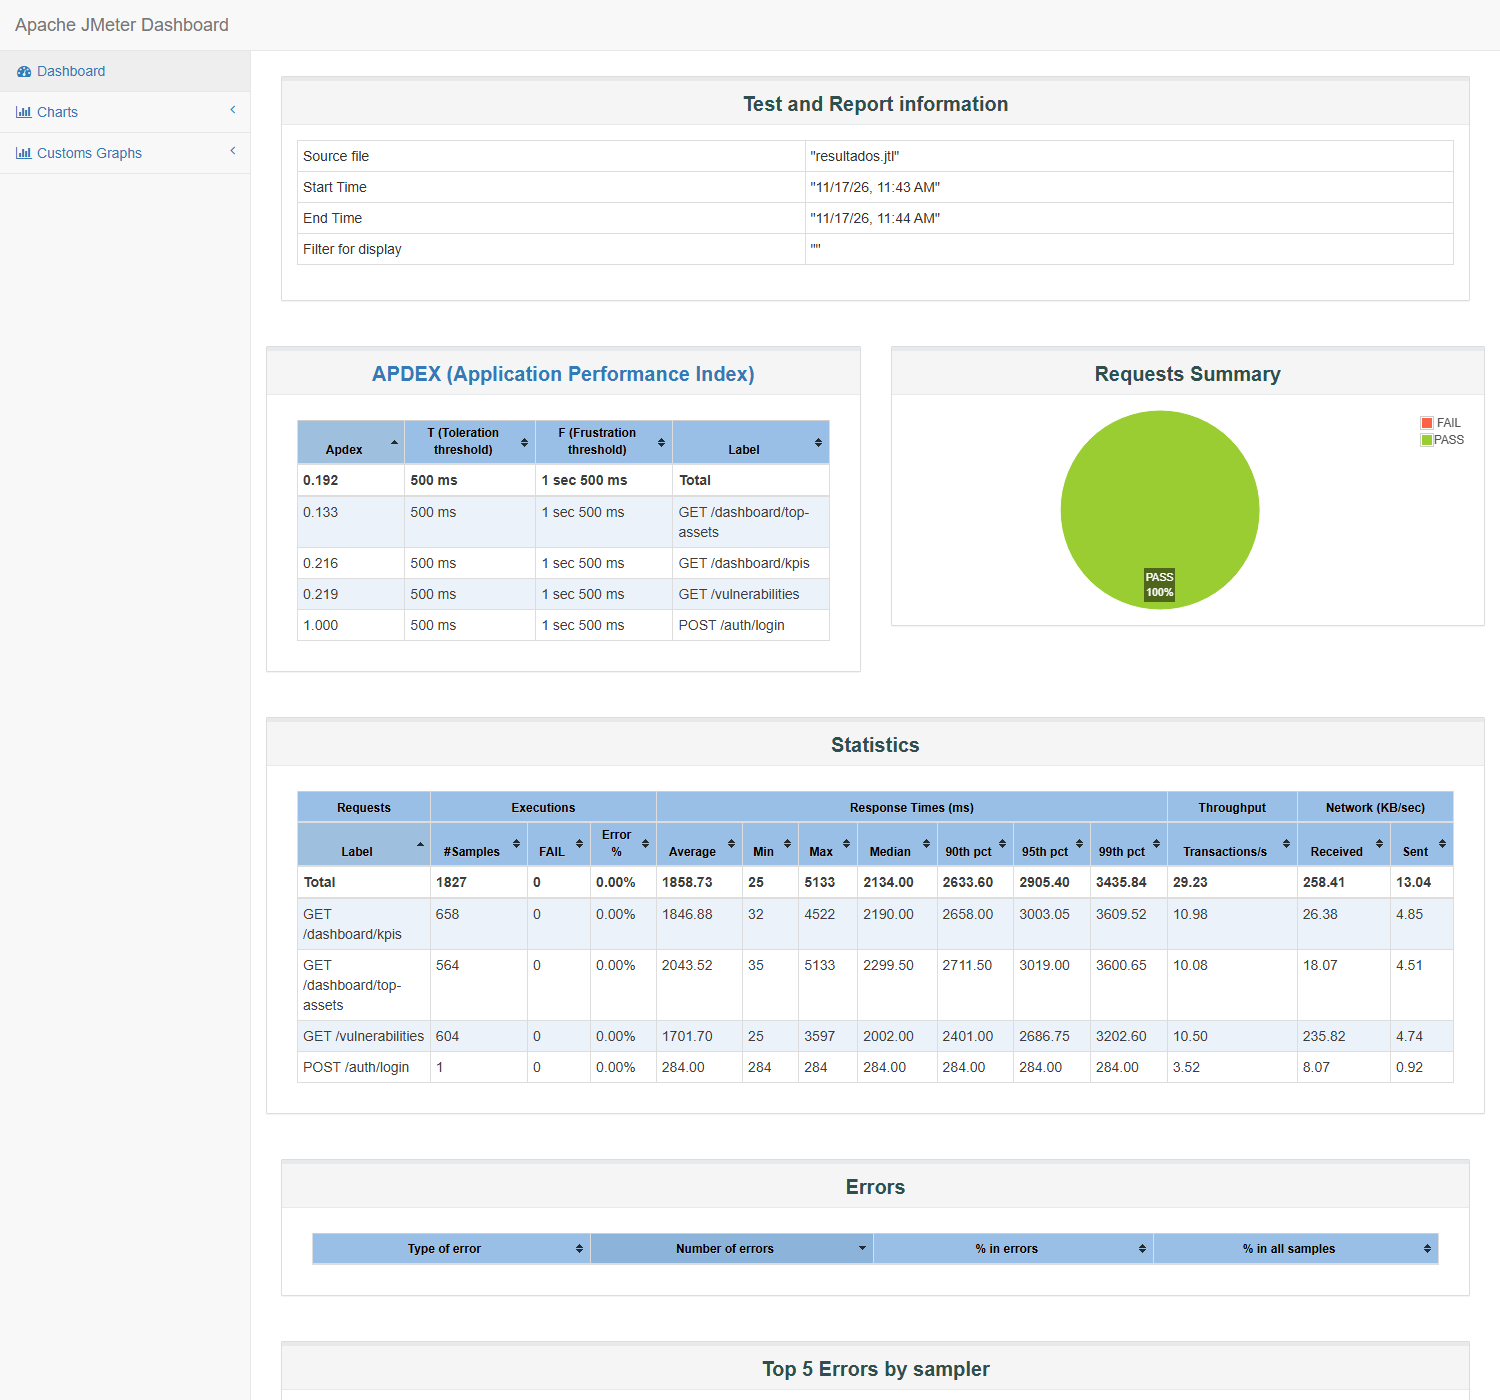 Apache JMeter Dashboard
Dashboard
Charts
Customs Graphs
Test and Report information
Source file "resultados.jtl"
Start Time "11/17/26, 11:43 AM"
End Time "11/17/26, 11:44 AM"
Filter for display ""
APDEX (Application Performance Index)
Apdex T (Toleration threshold) F (Frustration threshold) Label
0.192 500 ms 1 sec 500 ms Total
0.133 500 ms 1 sec 500 ms GET /dashboard/top-
assets
0.216 500 ms 1 sec 500 ms GET /dashboard/kpis
0.219 500 ms 1 sec 500 ms GET /vulnerabilities
1.000 500 ms 1 sec 500 ms POST /auth/login
Requests Summary
FAIL
PASS
PASS
100%
Statistics
Requests Executions Response Times (ms) Throughput Network (KB/sec)
Label #Samples FAIL Error % Average Min Max Median 90th pct 95th pct 99th pct Transactions/s Received Sent
Total 1827 0 0.00% 1858.73 25 5133 2134.00 2633.60 2905.40 3435.84 29.23 258.41 13.04
GET 658 0 0.00% 1846.88 32 4522 2190.00 2658.00 3003.05 3609.52 10.98 26.38 4.85
/dashboard/kpis
GET 564 0 0.00% 2043.52 35 5133 2299.50 2711.50 3019.00 3600.65 10.08 18.07 4.51
/dashboard/top-
assets
GET /vulnerabilities 604 0 0.00% 1701.70 25 3597 2002.00 2401.00 2686.75 3202.60 10.50 235.82 4.74
POST /auth/login 1 0 0.00% 284.00 284 284 284.00 284.00 284.00 284.00 3.52 8.07 0.92
Errors
Type of error Number of errors % in errors % in all samples
Top 5 Errors by sampler